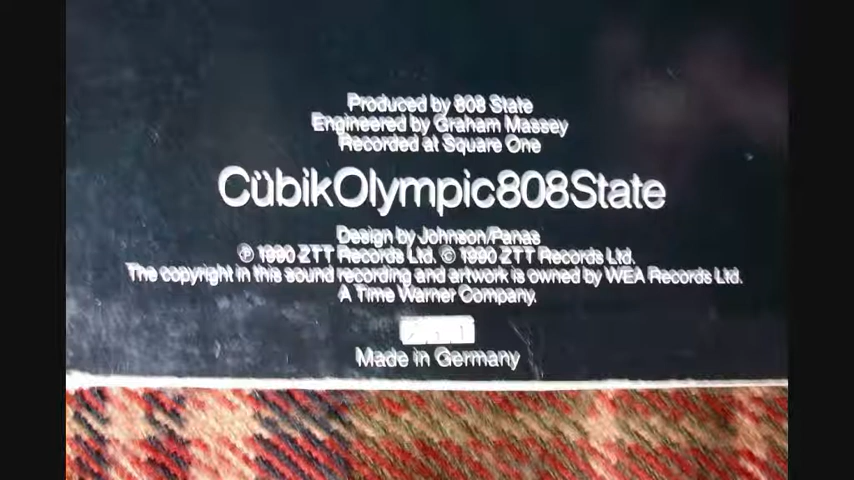 Produced by 808 State
Engineered by Graham Massey
Recorded at Square One
CübikOlympic808State
Design by Johnson/Panas
℗ 1990 ZTT Records Ltd. © 1990 ZTT Records Ltd.
The copyright in this sound recording and artwork is owned by WEA Records Ltd.
A Time Warner Company.
Made in Germany